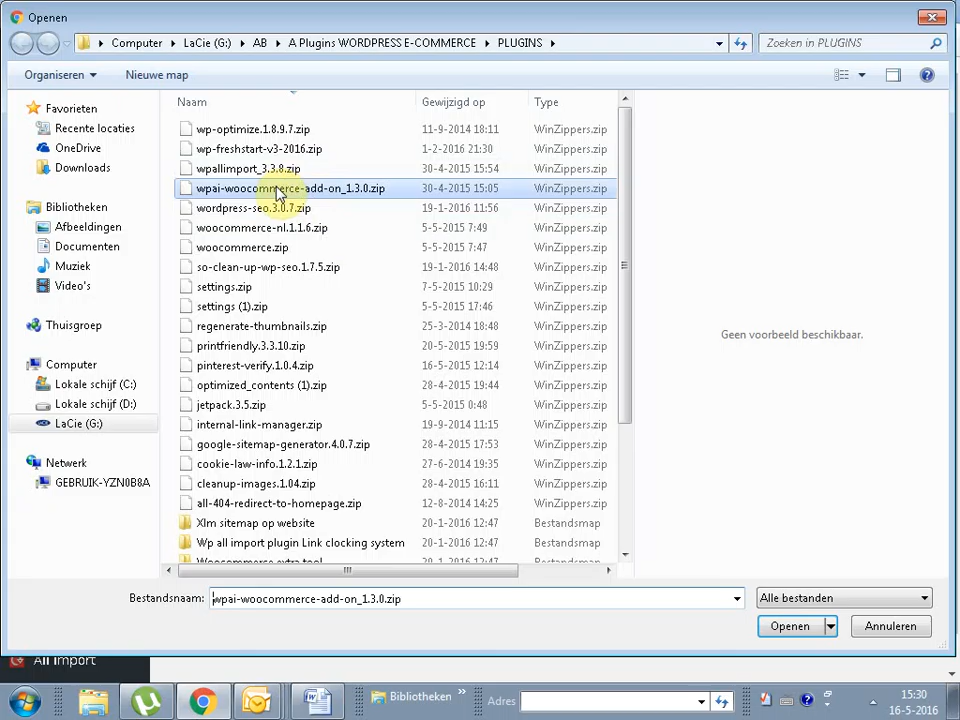 Openen
Computer LaCie (G:) AB A Plugins WORDPRESS E-COMMERCE PLUGINS Zoeken in PLUGINS
Organiseren Nieuwe map
Favorieten
Recente locaties
OneDrive
Downloads
Bibliotheken
Afbeeldingen
Documenten
Muziek
Video's
Thuisgroep
Computer
Lokale schijf (C:)
Lokale schijf (D:)
LaCie (G:)
Netwerk
GEBRUIK-YZN0B8A
Naam Gewijzigd op Type
wp-optimize.1.8.9.7.zip 11-9-2014 18:11 WinZippers.zip
wp-freshstart-v3-2016.zip 1-2-2016 21:30 WinZippers.zip
wpallimport_3.3.8.zip 30-4-2015 15:54 WinZippers.zip
wpai-woocommerce-add-on_1.3.0.zip 30-4-2015 15:05 WinZippers.zip
wordpress-seo.3.0.7.zip 19-1-2016 11:56 WinZippers.zip
woocommerce-nl.1.1.6.zip 5-5-2015 7:49 WinZippers.zip
woocommerce.zip 5-5-2015 7:47 WinZippers.zip
so-clean-up-wp-seo.1.7.5.zip 19-1-2016 14:48 WinZippers.zip
settings.zip 7-5-2015 10:29 WinZippers.zip
settings (1).zip 5-5-2015 17:46 WinZippers.zip
regenerate-thumbnails.zip 25-3-2014 18:48 WinZippers.zip
printfriendly.3.3.10.zip 20-5-2015 19:59 WinZippers.zip
pinterest-verify.1.0.4.zip 16-5-2015 12:14 WinZippers.zip
optimized_contents (1).zip 28-4-2015 19:44 WinZippers.zip
jetpack.3.5.zip 5-5-2015 0:48 WinZippers.zip
internal-link-manager.zip 19-9-2014 11:15 WinZippers.zip
google-sitemap-generator.4.0.7.zip 28-4-2015 17:53 WinZippers.zip
cookie-law-info.1.2.1.zip 27-6-2014 19:35 WinZippers.zip
cleanup-images.1.04.zip 28-4-2015 16:11 WinZippers.zip
all-404-redirect-to-homepage.zip 12-8-2014 14:25 WinZippers.zip
Xlm sitemap op website 20-1-2016 12:47 Bestandsmap
Wp all import plugin Link clocking system 20-1-2016 12:47 Bestandsmap
Woocommerce extra tool 20-1-2016 12:47 Bestandsmap
Geen voorbeeld beschikbaar.
Bestandsnaam: wpai-woocommerce-add-on_1.3.0.zip Alle bestanden
Openen Annuleren
All Import
Bibliotheken » Adres 15:30
16-5-2016